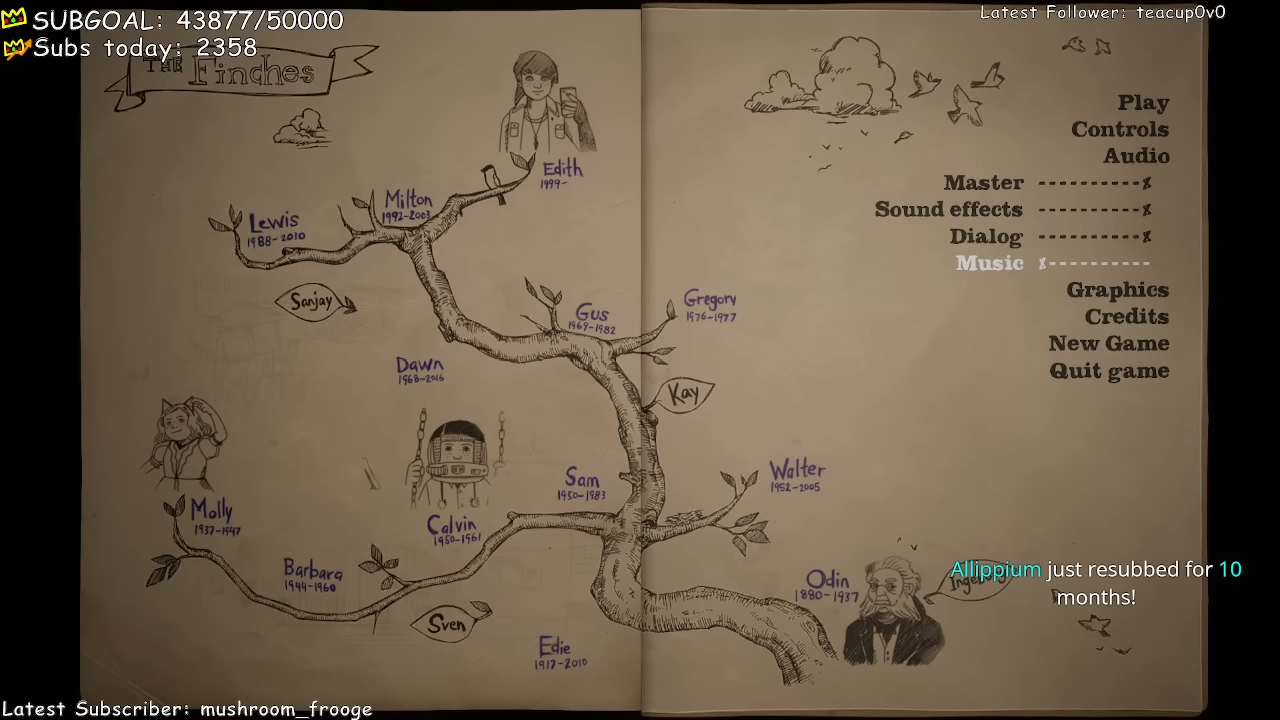 SUBGOAL: 43877/50000
Subs today: 2358
Latest Follower: teacup0v0
THE Finches
Play
Controls
Audio
Master
Sound effects
Dialog
Music
Graphics
Credits
New Game
Quit game
Edith
1999-
Milton
1992-2003
Lewis
1988-2010
Sanjay
Gus
1969-1982
Gregory
1976-1977
Dawn
1968-2016
Kay
Sam
1950-1983
Walter
1952-2005
Molly
1937-1947
Calvin
1950-1961
Barbara
1944-1960
Sven
Odin
1880-1937
Edie
1917-2010
Allippium just resubbed for 10
months!
Latest Subscriber: mushroom_frooge